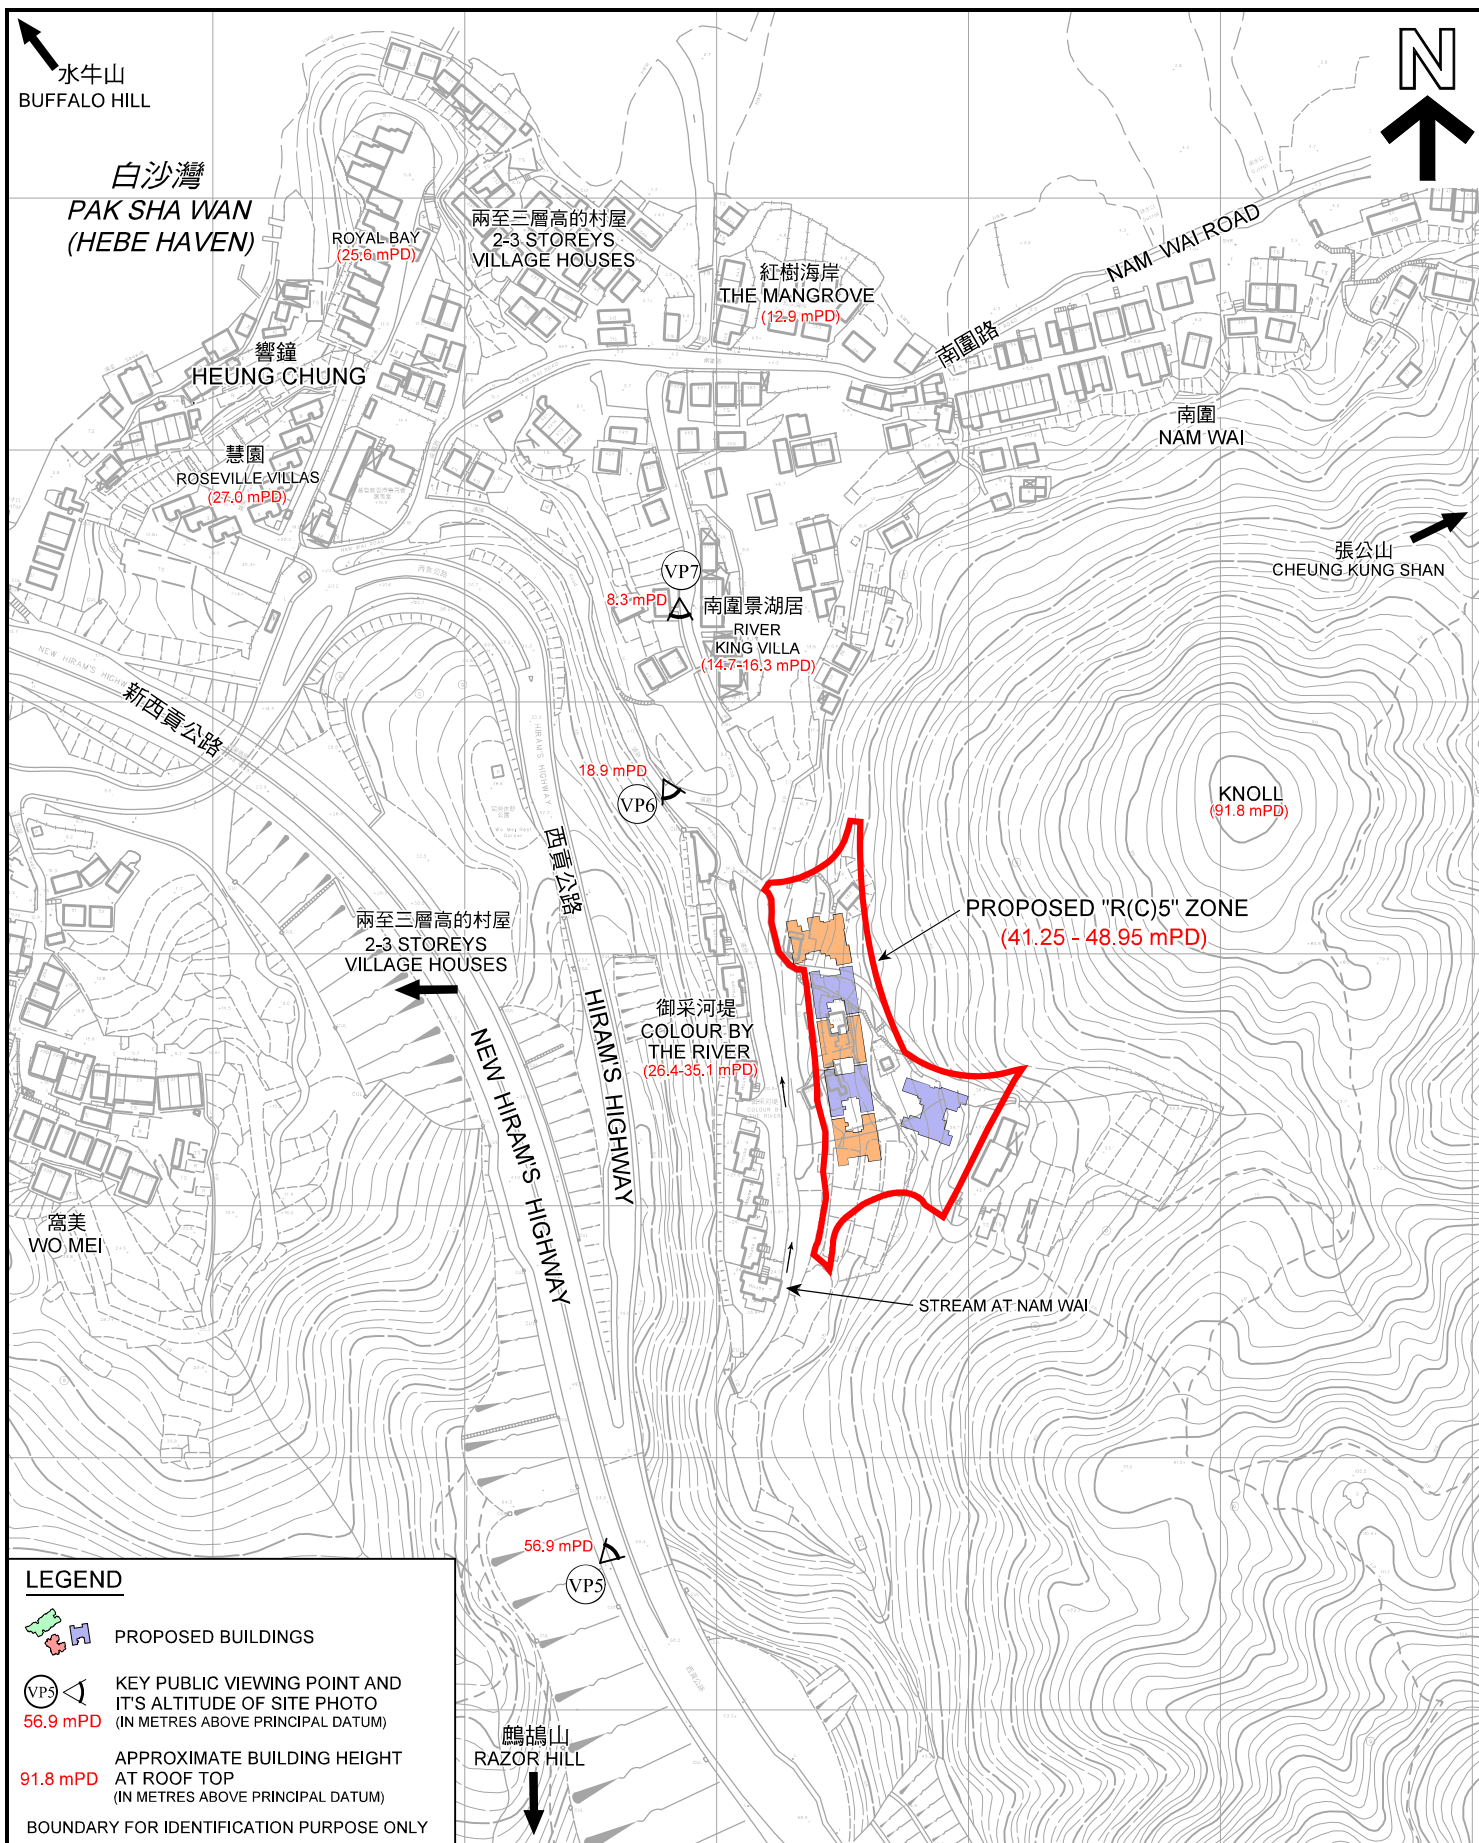 水牛山
BUFFALO HILL
N
白沙灣
PAK SHA WAN
(HEBE HAVEN)
ROYAL BAY
(25.6 mPD)
兩至三層高的村屋
2-3 STOREYS
VILLAGE HOUSES
紅樹海岸
THE MANGROVE
(12.9 mPD)
NAM WAI ROAD
南圍路
響鐘
HEUNG CHUNG
南圍
NAM WAI
慧園
ROSEVILLE VILLAS
(27.0 mPD)
張公山
CHEUNG KUNG SHAN
VP7
8.3 mPD
南圍景湖居
RIVER
KING VILLA
(14.7-16.3 mPD)
NEW HIRAM'S HIGHWAY
新西貢公路
18.9 mPD
VP6
HIRAM'S HIGHWAY
西貢公路
KNOLL
(91.8 mPD)
PROPOSED "R(C)5" ZONE
(41.25 - 48.95 mPD)
兩至三層高的村屋
2-3 STOREYS
VILLAGE HOUSES
御采河堤
COLOUR BY
THE RIVER
(26.4-35.1 mPD)
HIRAM'S HIGHWAY
NEW HIRAM'S HIGHWAY
窩美
WO MEI
STREAM AT NAM WAI
56.9 mPD
VP5
鷓鴣山
RAZOR HILL
LEGEND
PROPOSED BUILDINGS
VP5
KEY PUBLIC VIEWING POINT AND
IT'S ALTITUDE OF SITE PHOTO
56.9 mPD
(IN METRES ABOVE PRINCIPAL DATUM)
APPROXIMATE BUILDING HEIGHT
91.8 mPD
AT ROOF TOP
(IN METRES ABOVE PRINCIPAL DATUM)
BOUNDARY FOR IDENTIFICATION PURPOSE ONLY